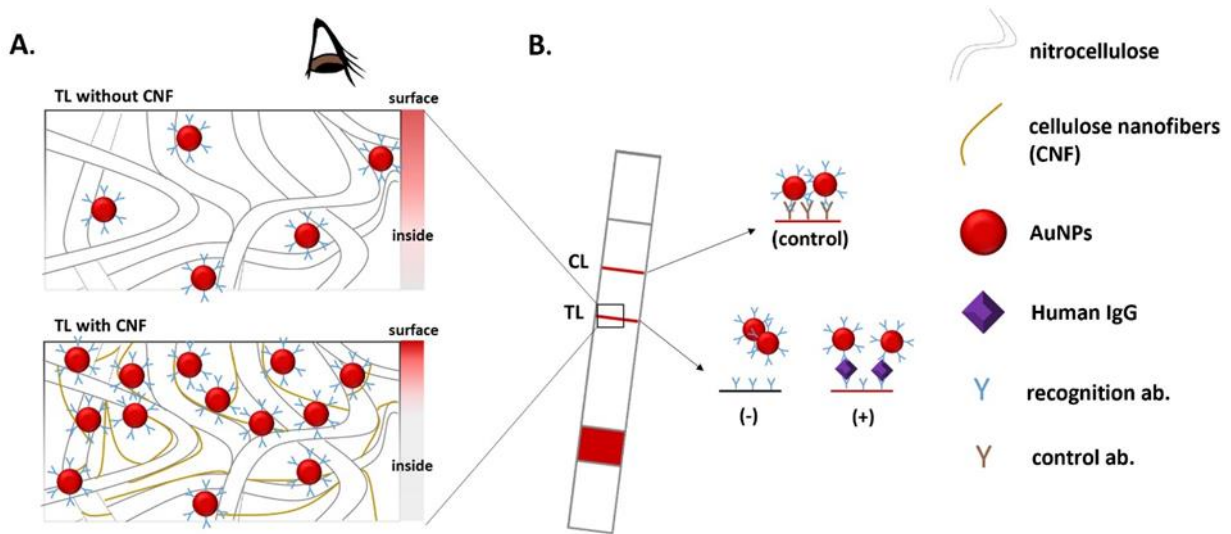 A.
TL without CNF
surface
inside
TL with CNF
surface
inside
B.
CL
TL
(control)
(-)
(+)
nitrocellulose
cellulose nanofibers
(CNF)
AuNPs
Human IgG
recognition ab.
control ab.